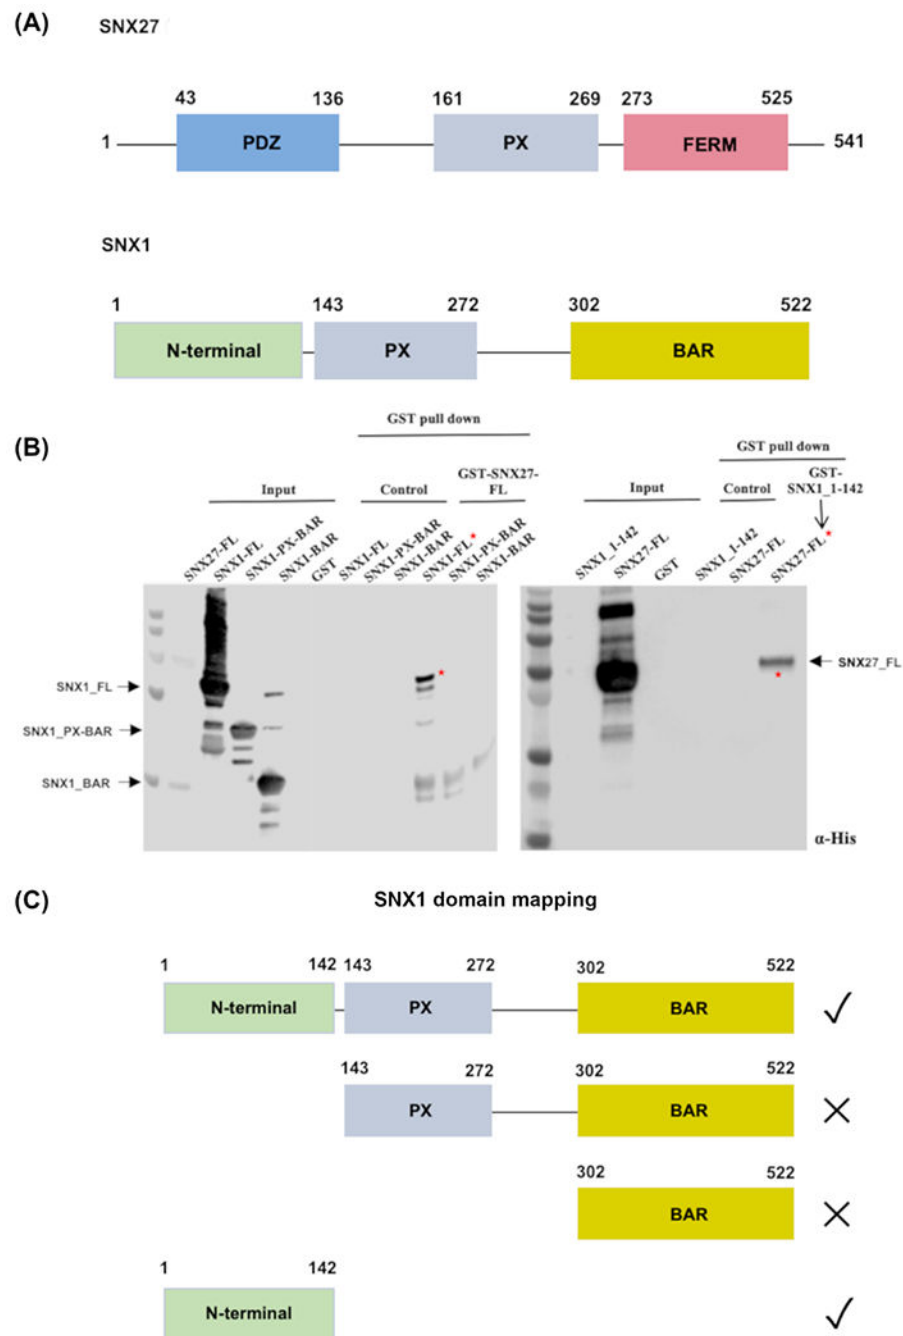 (A)
SNX27
43 136 161 269 273 525
1 PDZ PX FERM 541
SNX1
1 143 272 302 522
N-terminal PX BAR
(B)
GST pull down
Input Control GST-SNX27-
FL
SNX27-FL SNX1-FL SNX1-PX-BAR SNX1-BAR GST SNX1-FL SNX1-PX-BAR SNX1-BAR SNX1-FL* SNX1-PX-BAR SNX1-BAR
SNX1_FL
*
SNX1_PX-BAR
SNX1_BAR
GST pull down
Input Control GST-
SNX1_1-142
SNX1_1-142 SNX27-FL GST SNX1_1-142 SNX27-FL SNX27-FL*
SNX27_FL
*
α-His
(C)
SNX1 domain mapping
1 142 143 272 302 522
N-terminal PX BAR ✓
143 272 302 522
PX BAR ✕
302 522
BAR ✕
1 142
N-terminal ✓